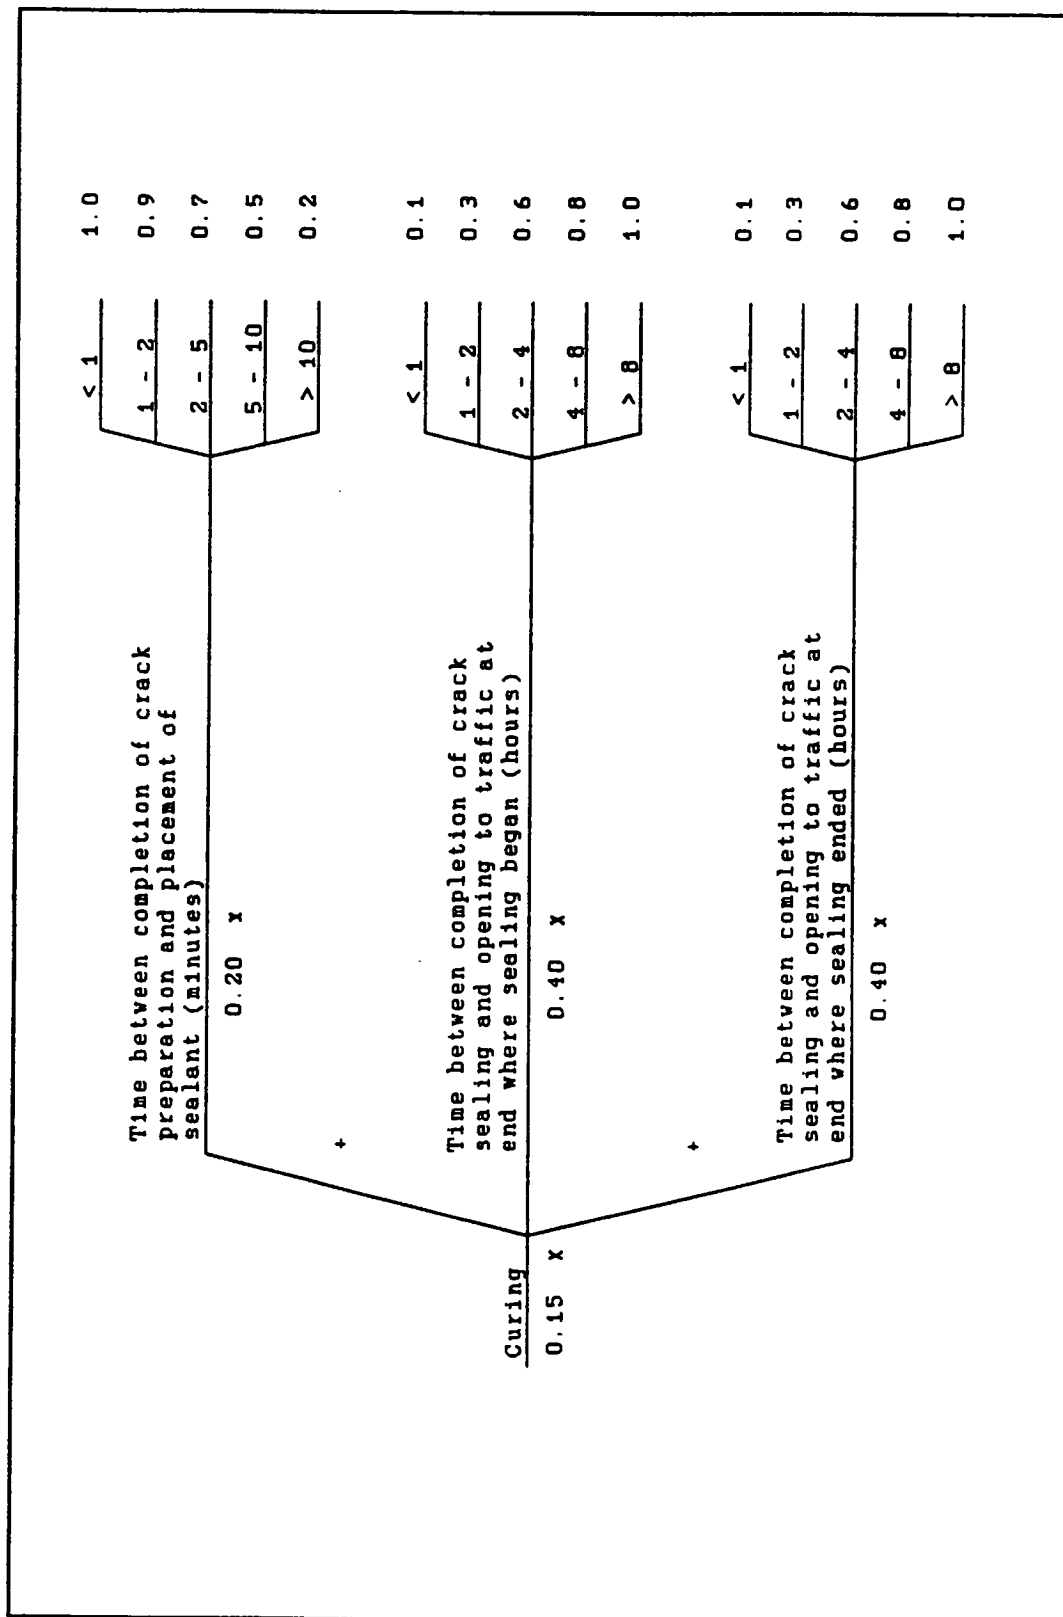 Curing
0.15 x
Time between completion of crack
preparation and placement of
sealant (minutes)
0.20 x
< 1 1.0
1 - 2 0.9
2 - 5 0.7
5 - 10 0.5
> 10 0.2
+
Time between completion of crack
sealing and opening to traffic at
end where sealing began (hours)
0.40 x
< 1 0.1
1 - 2 0.3
2 - 4 0.6
4 - 8 0.8
> 8 1.0
+
Time between completion of crack
sealing and opening to traffic at
end where sealing ended (hours)
0.40 x
< 1 0.1
1 - 2 0.3
2 - 4 0.6
4 - 8 0.8
> 8 1.0